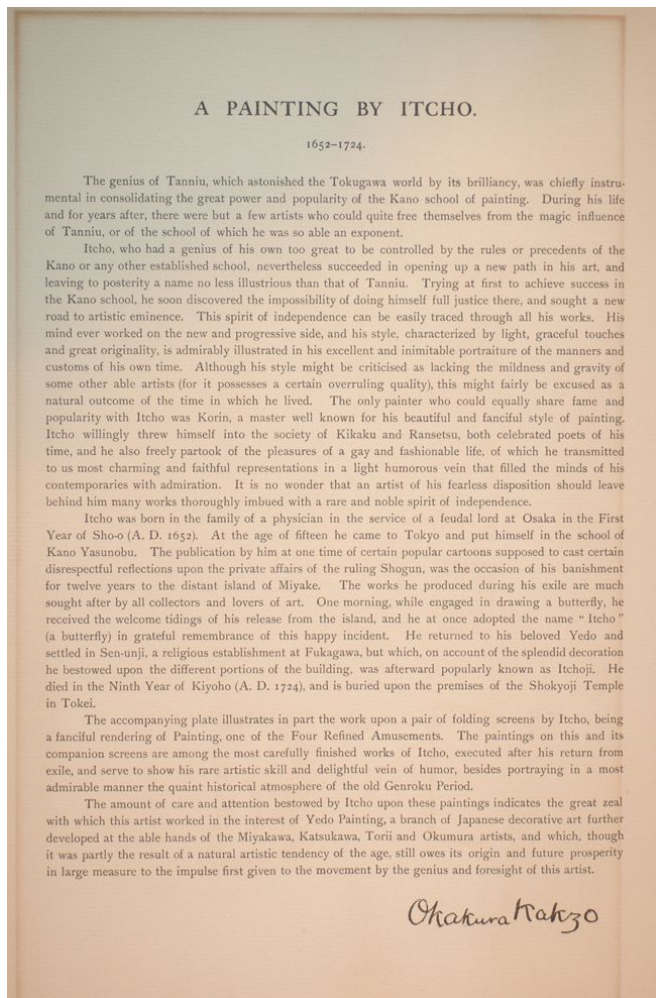 A PAINTING BY ITCHO.
1652–1724.
The genius of Tanniu, which astonished the Tokugawa world by its brilliancy, was chiefly instru-
mental in consolidating the great power and popularity of the Kano school of painting. During his life
and for years after, there were but a few artists who could quite free themselves from the magic influence
of Tanniu, or of the school of which he was so able an exponent.
Itcho, who had a genius of his own too great to be controlled by the rules or precedents of the
Kano or any other established school, nevertheless succeeded in opening up a new path in his art, and
leaving to posterity a name no less illustrious than that of Tanniu. Trying at first to achieve success in
the Kano school, he soon discovered the impossibility of doing himself full justice there, and sought a new
road to artistic eminence. This spirit of independence can be easily traced through all his works. His
mind ever worked on the new and progressive side, and his style, characterized by light, graceful touches
and great originality, is admirably illustrated in his excellent and inimitable portraiture of the manners and
customs of his own time. Although his style might be criticised as lacking the mildness and gravity of
some other able artists (for it possesses a certain overruling quality), this might fairly be excused as a
natural outcome of the time in which he lived. The only painter who could equally share fame and
popularity with Itcho was Korin, a master well known for his beautiful and fanciful style of painting.
Itcho willingly threw himself into the society of Kikaku and Ransetsu, both celebrated poets of his
time, and he also freely partook of the pleasures of a gay and fashionable life, of which he transmitted
to us most charming and faithful representations in a light humorous vein that filled the minds of his
contemporaries with admiration. It is no wonder that an artist of his fearless disposition should leave
behind him many works thoroughly imbued with a rare and noble spirit of independence.
Itcho was born in the family of a physician in the service of a feudal lord at Osaka in the First
Year of Sho-o (A. D. 1652). At the age of fifteen he came to Tokyo and put himself in the school of
Kano Yasunobu. The publication by him at one time of certain popular cartoons supposed to cast certain
disrespectful reflections upon the private affairs of the ruling Shogun, was the occasion of his banishment
for twelve years to the distant island of Miyake. The works he produced during his exile are much
sought after by all collectors and lovers of art. One morning, while engaged in drawing a butterfly, he
received the welcome tidings of his release from the island, and he at once adopted the name “ Itcho ”
(a butterfly) in grateful remembrance of this happy incident. He returned to his beloved Yedo and
settled in Sen-unji, a religious establishment at Fukagawa, but which, on account of the splendid decoration
he bestowed upon the different portions of the building, was afterward popularly known as Itchoji. He
died in the Ninth Year of Kiyoho (A. D. 1724), and is buried upon the premises of the Shokyoji Temple
in Tokei.
The accompanying plate illustrates in part the work upon a pair of folding screens by Itcho, being
a fanciful rendering of Painting, one of the Four Refined Amusements. The paintings on this and its
companion screens are among the most carefully finished works of Itcho, executed after his return from
exile, and serve to show his rare artistic skill and delightful vein of humor, besides portraying in a most
admirable manner the quaint historical atmosphere of the old Genroku Period.
The amount of care and attention bestowed by Itcho upon these paintings indicates the great zeal
with which this artist worked in the interest of Yedo Painting, a branch of Japanese decorative art further
developed at the able hands of the Miyakawa, Katsukawa, Torii and Okumura artists, and which, though
it was partly the result of a natural artistic tendency of the age, still owes its origin and future prosperity
in large measure to the impulse first given to the movement by the genius and foresight of this artist.
Okakura Kakzo